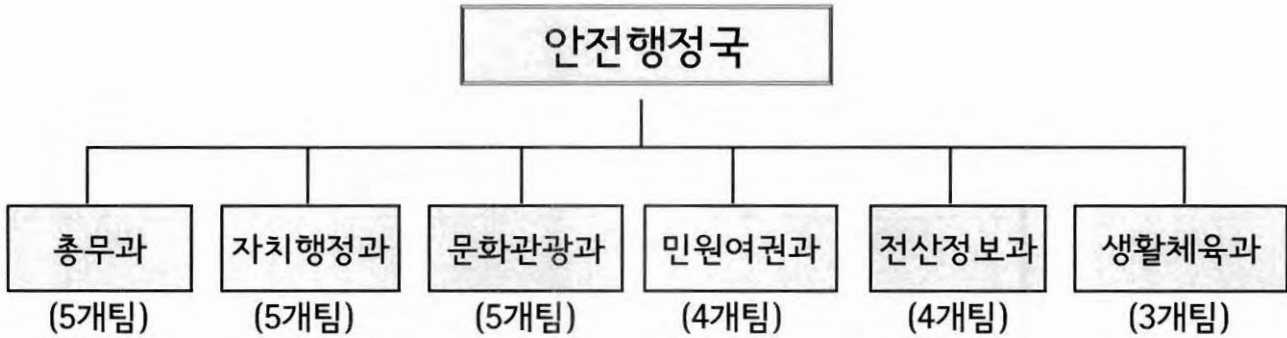 안전행정국
총무과 자치행정과 문화관광과 민원여권과 전산정보과 생활체육과
(5개팀) (5개팀) (5개팀) (4개팀) (4개팀) (3개팀)